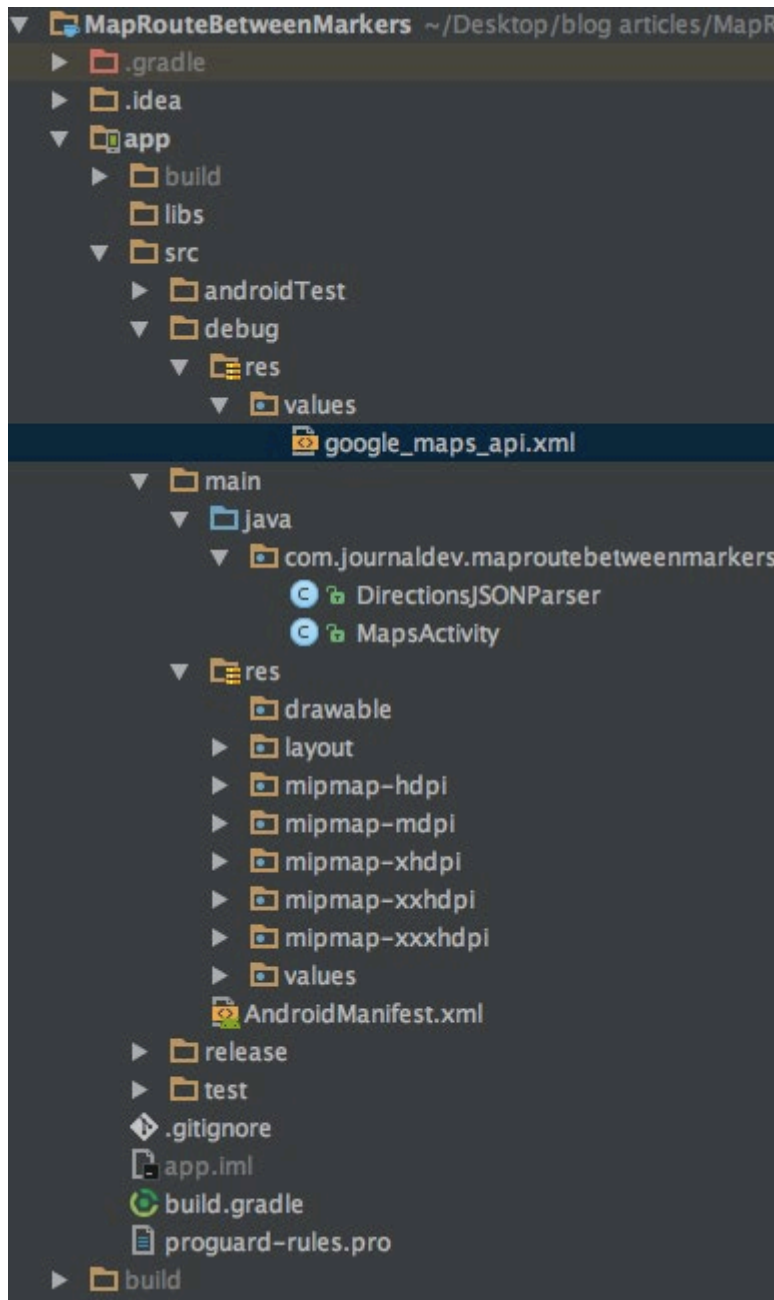 MapRouteBetweenMarkers ~/Desktop/blog articles/MapR
.gradle
.idea
app
build
libs
src
androidTest
debug
res
values
google_maps_api.xml
main
java
com.journaldev.maproutebetweenmarkers
DirectionsJSONParser
MapsActivity
res
drawable
layout
mipmap-hdpi
mipmap-mdpi
mipmap-xhdpi
mipmap-xxhdpi
mipmap-xxxhdpi
values
AndroidManifest.xml
release
test
.gitignore
app.iml
build.gradle
proguard-rules.pro
build